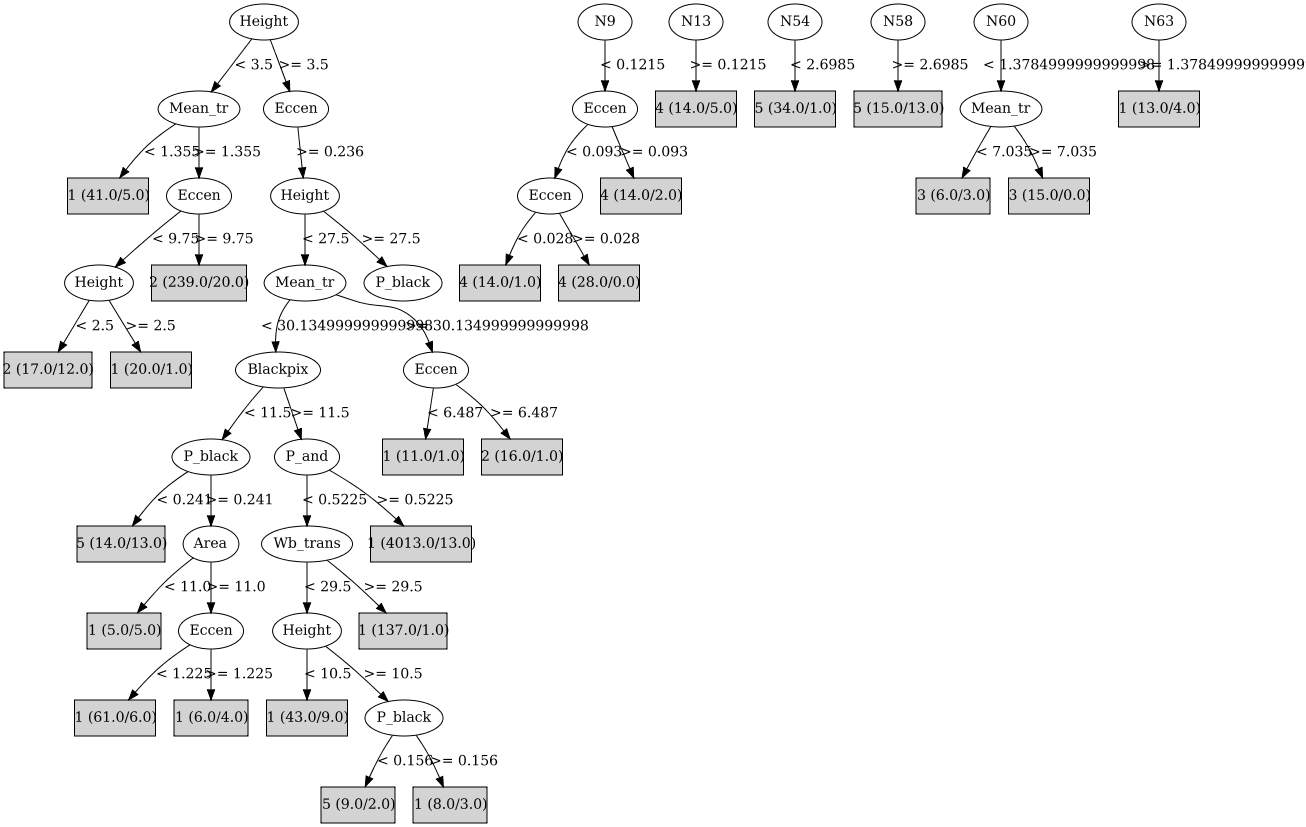 Height N9 N13 N54 N58 N60 N63
< 3.5 >= 3.5 < 0.1215 >= 0.1215 < 2.6985 >= 2.6985 < 1.3784999999999998 >= 1.37849999999999
Mean_tr Eccen Eccen 4 (14.0/5.0) 5 (34.0/1.0) 5 (15.0/13.0) Mean_tr 1 (13.0/4.0)
< 1.355 >= 1.355 >= 0.236 < 0.093 >= 0.093 < 7.035 >= 7.035
1 (41.0/5.0) Eccen Height Eccen 4 (14.0/2.0) 3 (6.0/3.0) 3 (15.0/0.0)
< 9.75 >= 9.75 < 27.5 >= 27.5 < 0.028 >= 0.028
Height 2 (239.0/20.0) Mean_tr P_black 4 (14.0/1.0) 4 (28.0/0.0)
< 2.5 >= 2.5 < 30.134999999999998 >= 30.134999999999998
2 (17.0/12.0) 1 (20.0/1.0) Blackpix Eccen
< 11.5 >= 11.5 < 6.487 >= 6.487
P_black P_and 1 (11.0/1.0) 2 (16.0/1.0)
< 0.241 >= 0.241 < 0.5225 >= 0.5225
5 (14.0/13.0) Area Wb_trans 1 (4013.0/13.0)
< 11.0 >= 11.0 < 29.5 >= 29.5
1 (5.0/5.0) Eccen Height 1 (137.0/1.0)
< 1.225 >= 1.225 < 10.5 >= 10.5
1 (61.0/6.0) 1 (6.0/4.0) 1 (43.0/9.0) P_black
< 0.156 >= 0.156
5 (9.0/2.0) 1 (8.0/3.0)